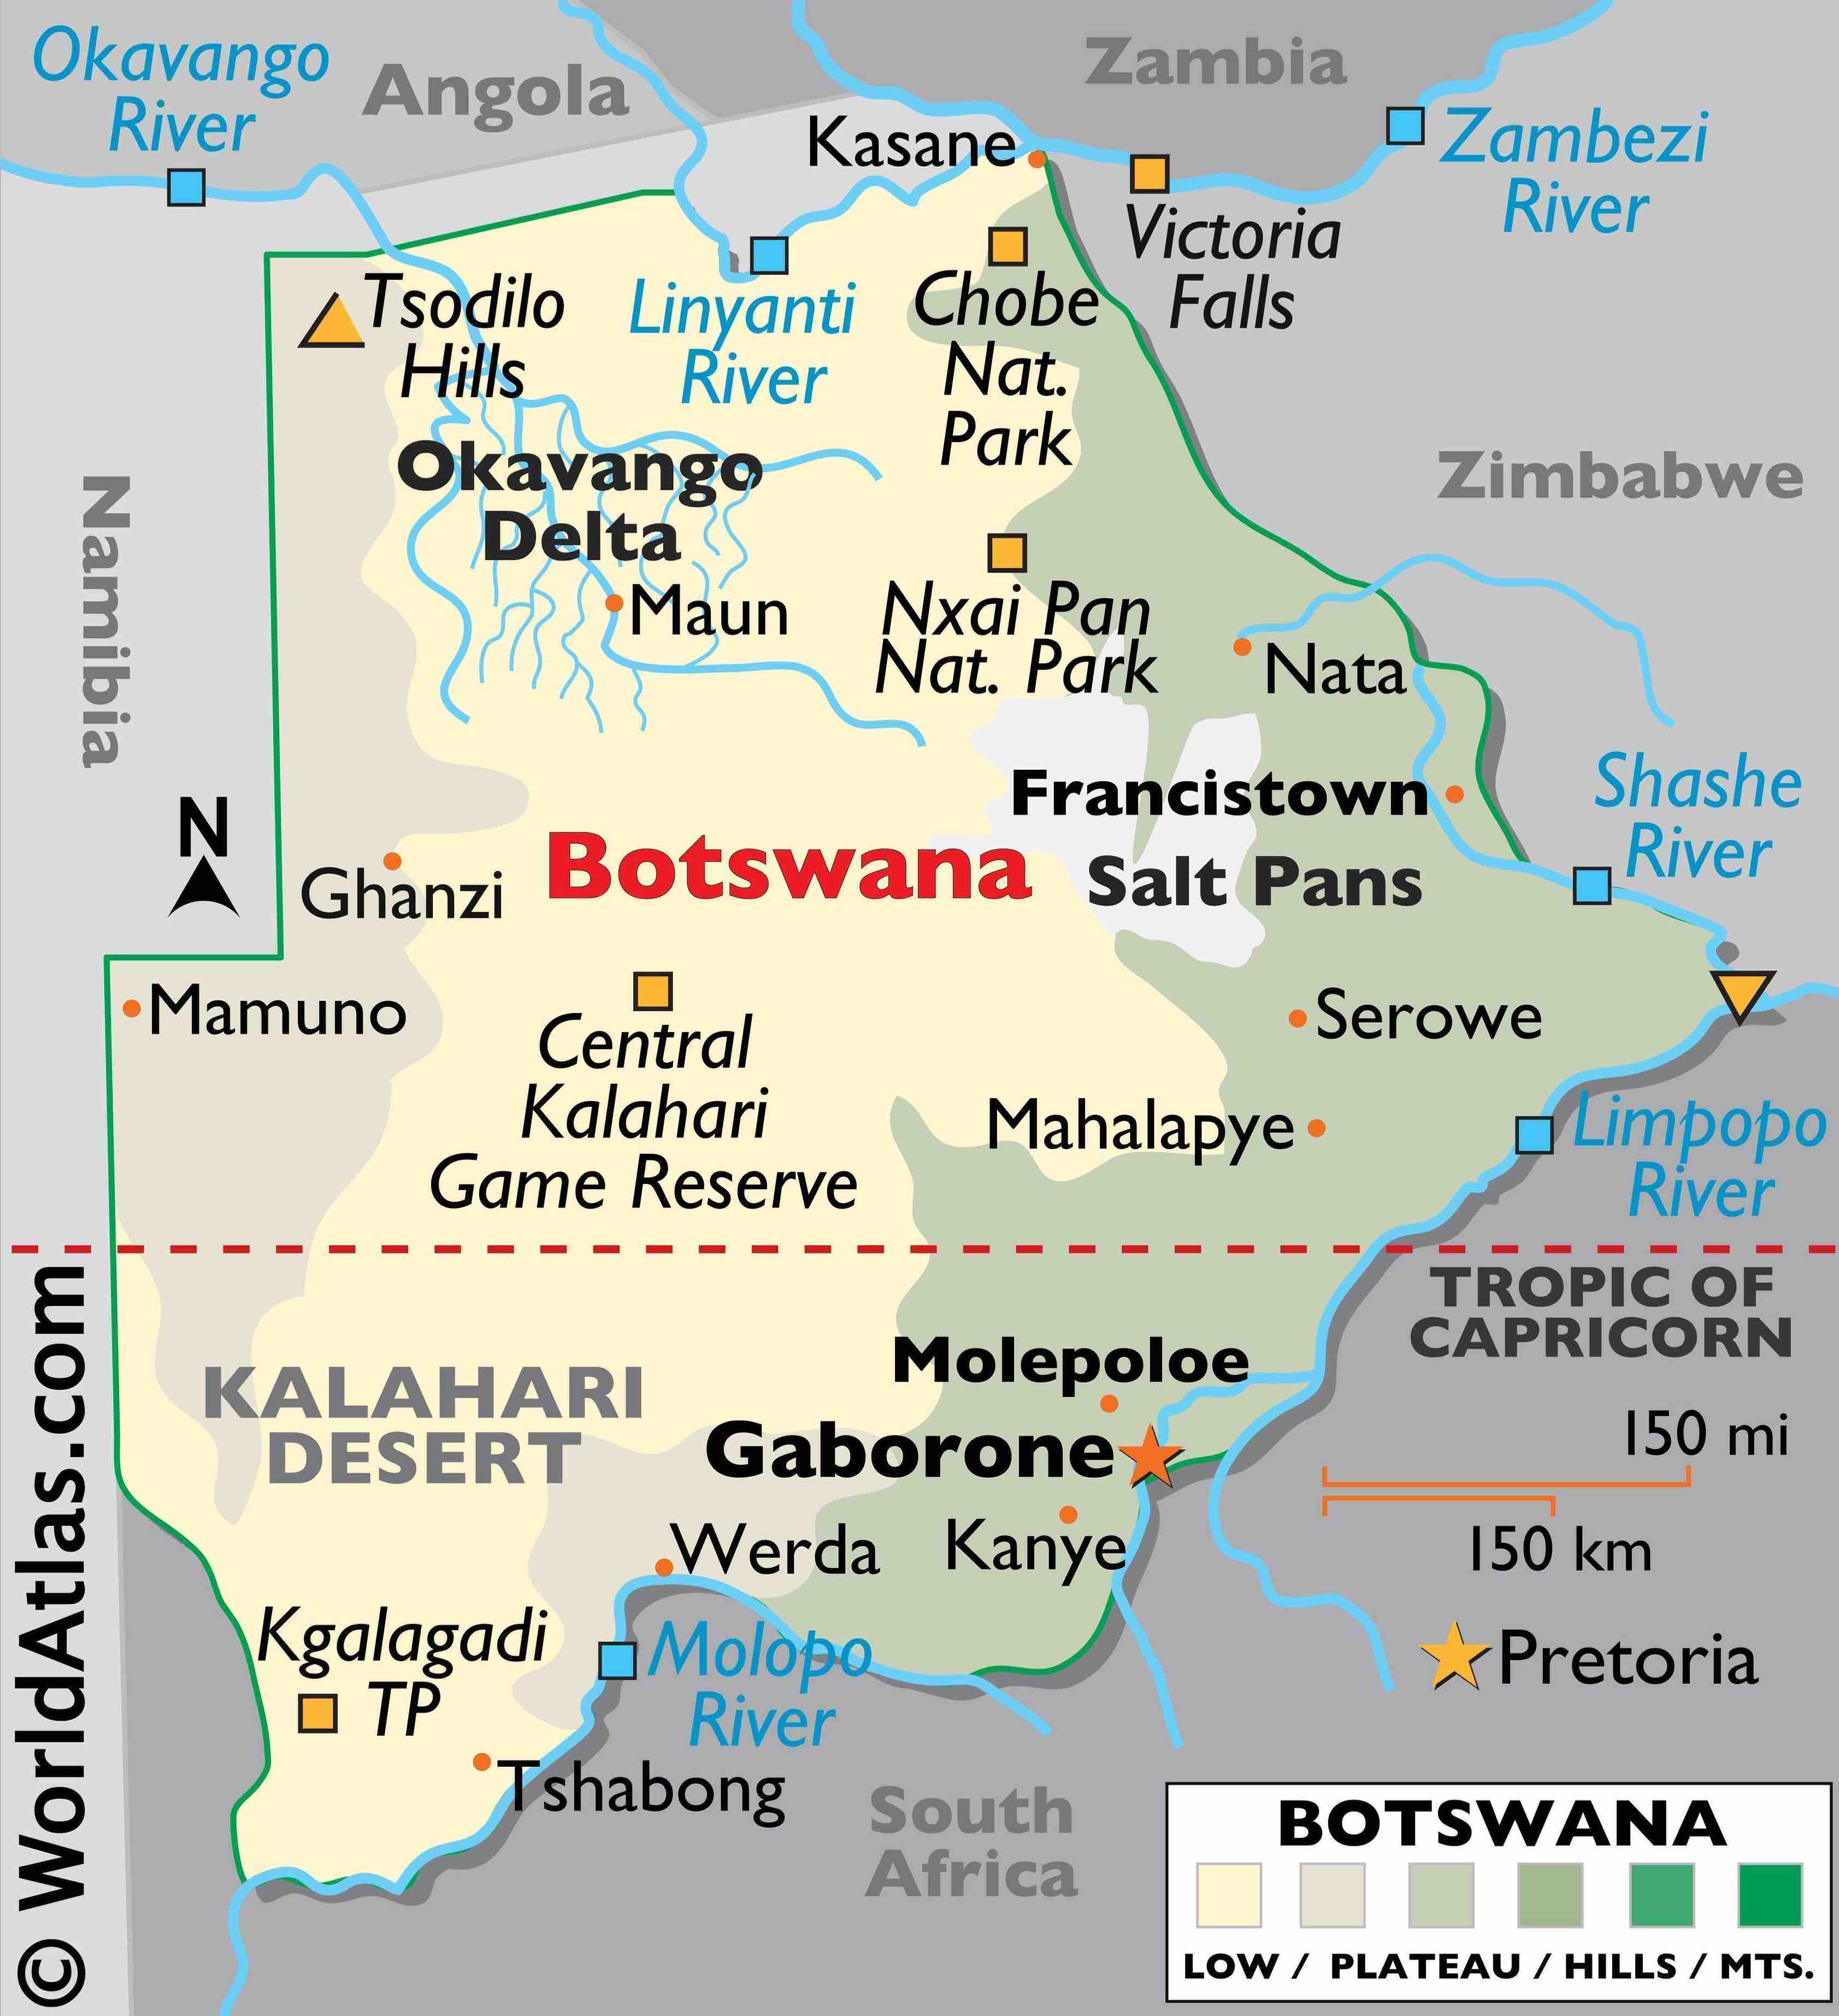 Okavango
River
Angola
Zambia
Kasane
Zambezi
River
Victoria
Falls
Tsodilo
Hills
Linyanti
River
Chobe
Nat.
Park
Okavango
Delta
Zimbabwe
Namibia
Maun
Nxai Pan
Nat. Park
Nata
Francistown
Shashe
River
N
Ghanzi
Botswana
Salt Pans
Mamuno
Central
Kalahari
Game Reserve
Serowe
Mahalapye
Limpopo
River
TROPIC OF
CAPRICORN
KALAHARI
DESERT
Molepoloe
Gaborone
150 mi
150 km
Werda
Kanye
Kgalagadi
TP
Molopo
River
Pretoria
Tshabong
South
Africa
© WorldAtlas.com
BOTSWANA
LOW / PLATEAU / HILLS / MTS.